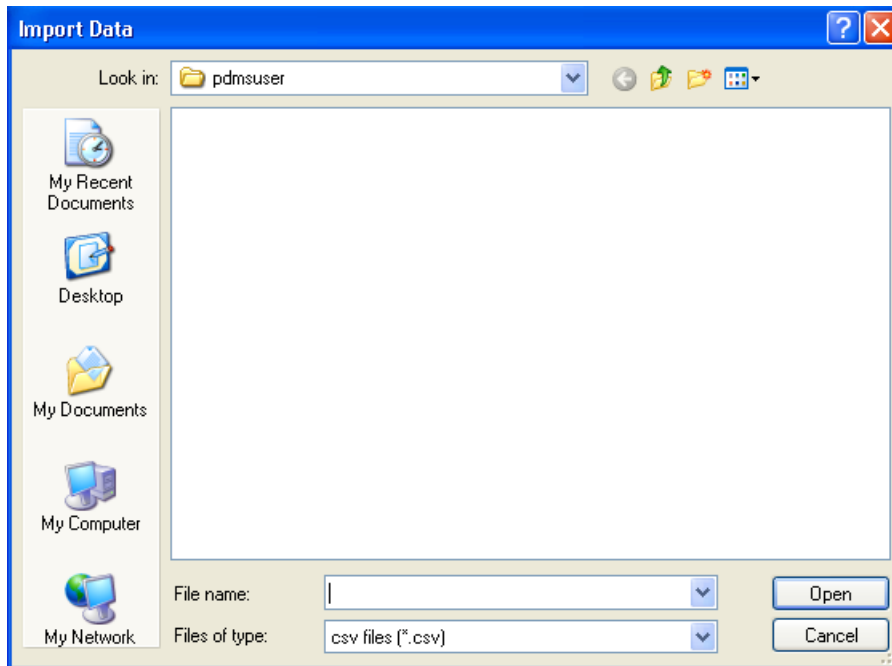 Import Data
Look in: pdmsuser
My Recent
Documents
Desktop
My Documents
My Computer
My Network
File name: Open
Files of type: csv files (*.csv) Cancel